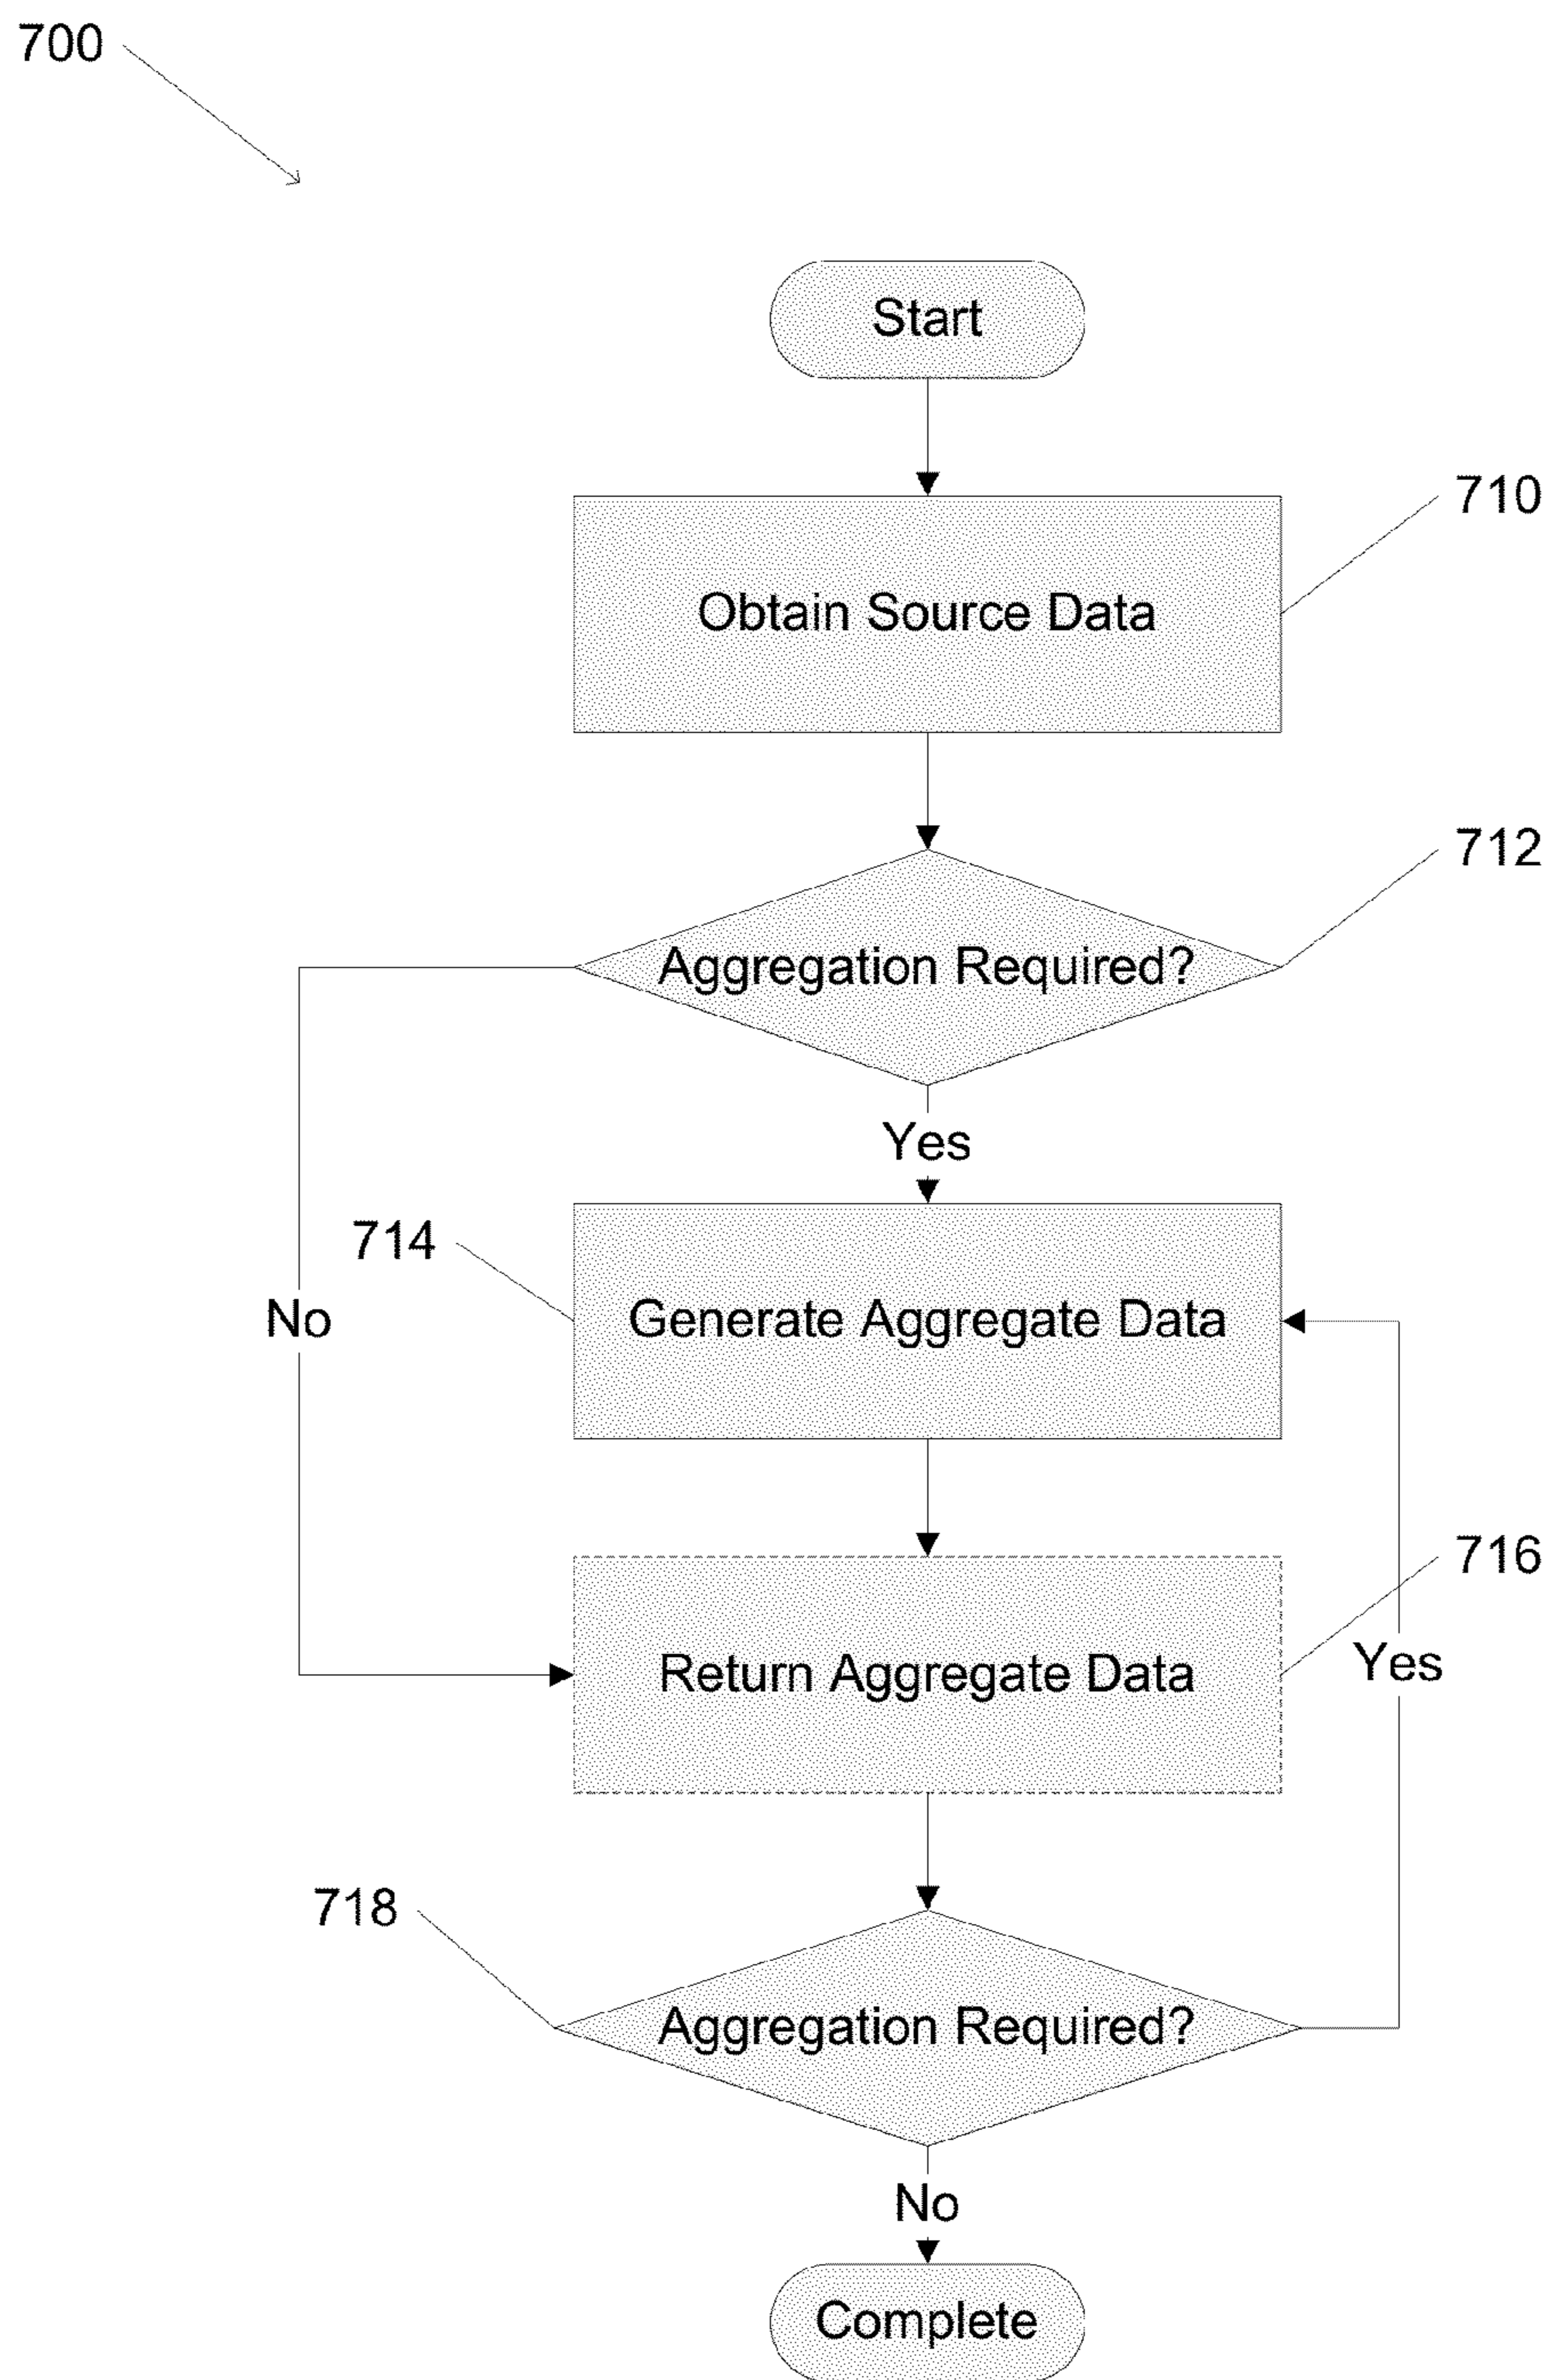 700
Start
710
Obtain Source Data
712
Aggregation Required?
Yes
714
Generate Aggregate Data
No
716
Return Aggregate Data
Yes
718
Aggregation Required?
No
Complete